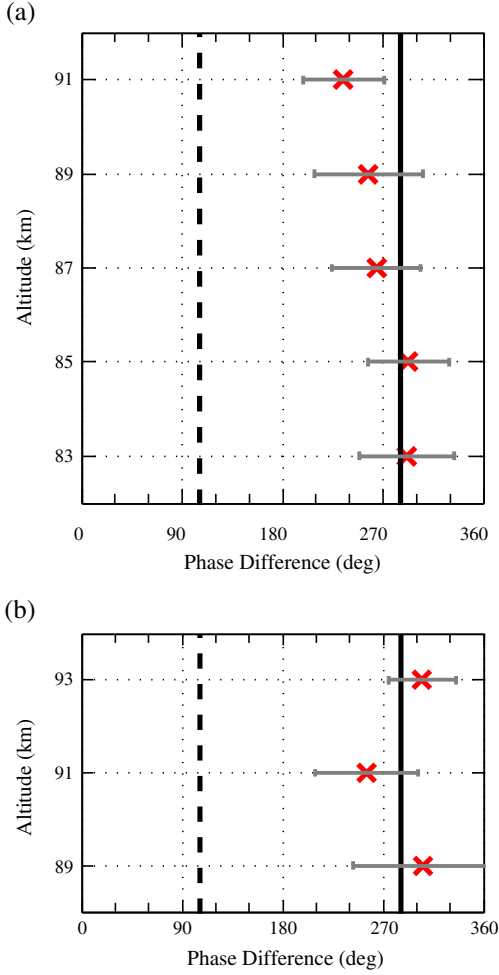 (a)
91
89
87
85
83
Altitude (km)
0 90 180 270 360
Phase Difference (deg)
(b)
93
91
89
Altitude (km)
0 90 180 270 360
Phase Difference (deg)